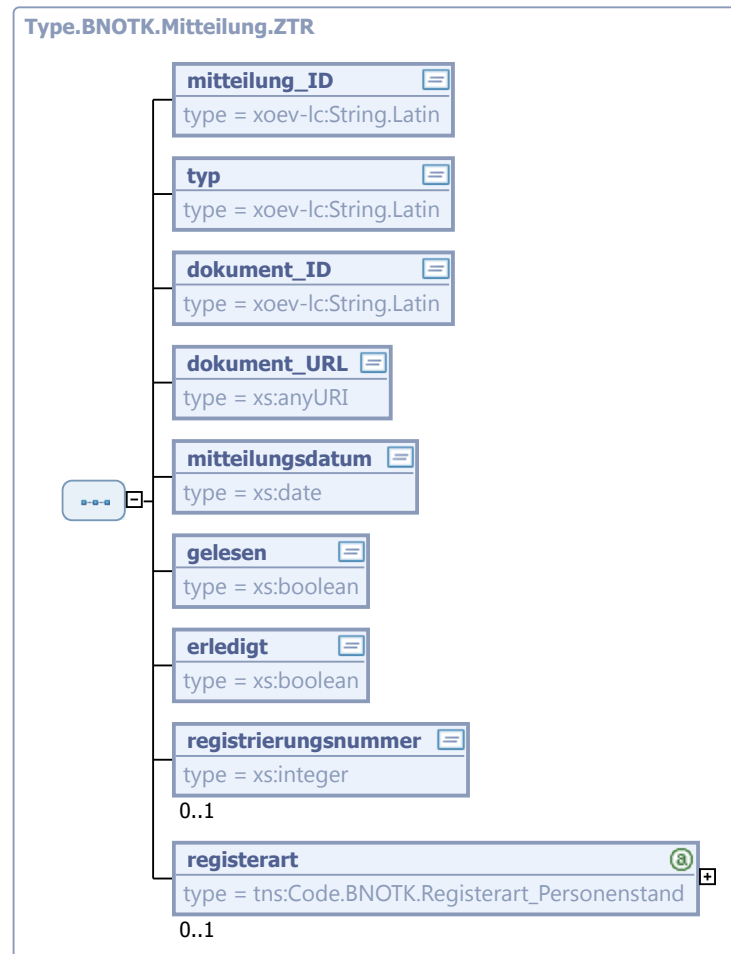 Type.BNOTK.Mitteilung.ZTR
mitteilung_ID
type = xoev-lc:String.Latin
typ
type = xoev-lc:String.Latin
dokument_ID
type = xoev-lc:String.Latin
dokument_URL
type = xs:anyURI
mitteilungsdatum
type = xs:date
gelesen
type = xs:boolean
erledigt
type = xs:boolean
registrierungsnummer
type = xs:integer
0..1
registerart
type = tns:Code.BNOTK.Registerart_Personenstand
0..1